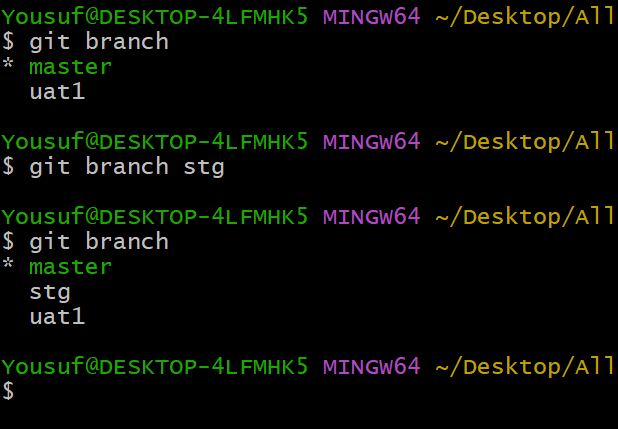 Yousuf@DESKTOP-4LFMHK5 MINGW64 ~/Desktop/All
$ git branch
* master
  uat1
Yousuf@DESKTOP-4LFMHK5 MINGW64 ~/Desktop/All
$ git branch stg
Yousuf@DESKTOP-4LFMHK5 MINGW64 ~/Desktop/All
$ git branch
* master
  stg
  uat1
Yousuf@DESKTOP-4LFMHK5 MINGW64 ~/Desktop/All
$